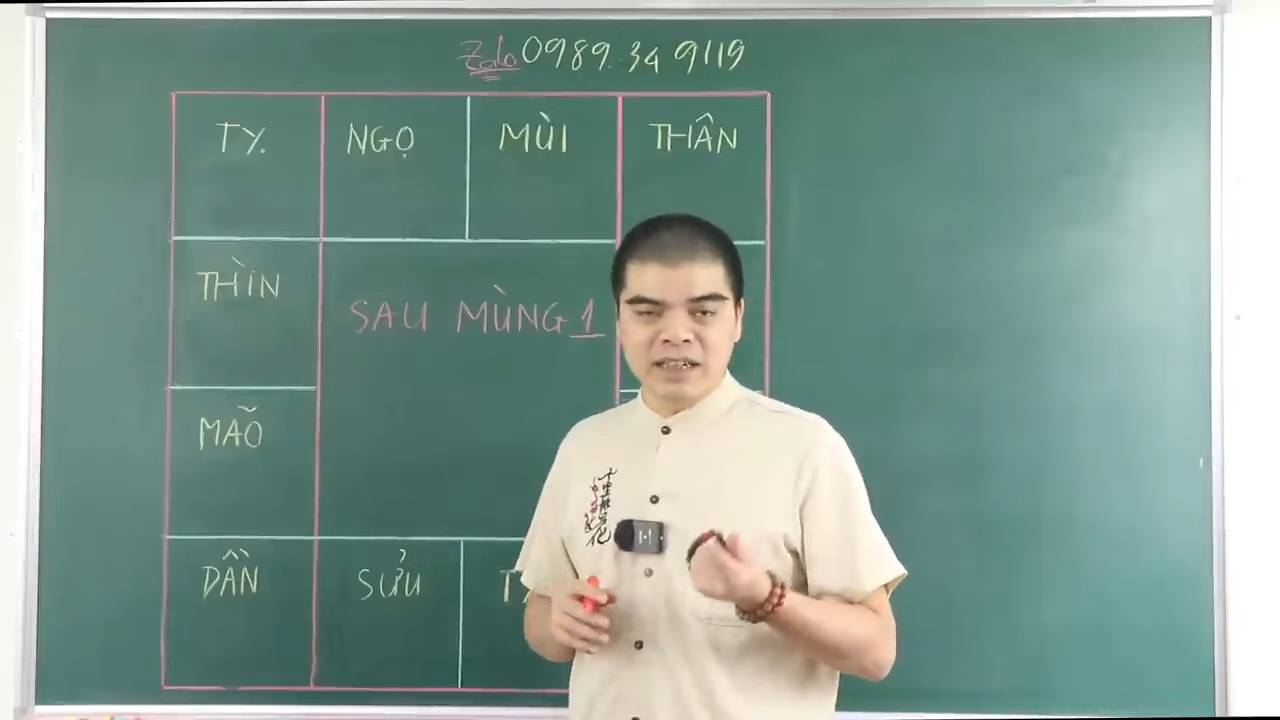 Zalo 0989.34 9119
TỴ NGỌ MÙI THÂN
THÌN
SAU MÙNG 1
MÃO
DẦN SỬU